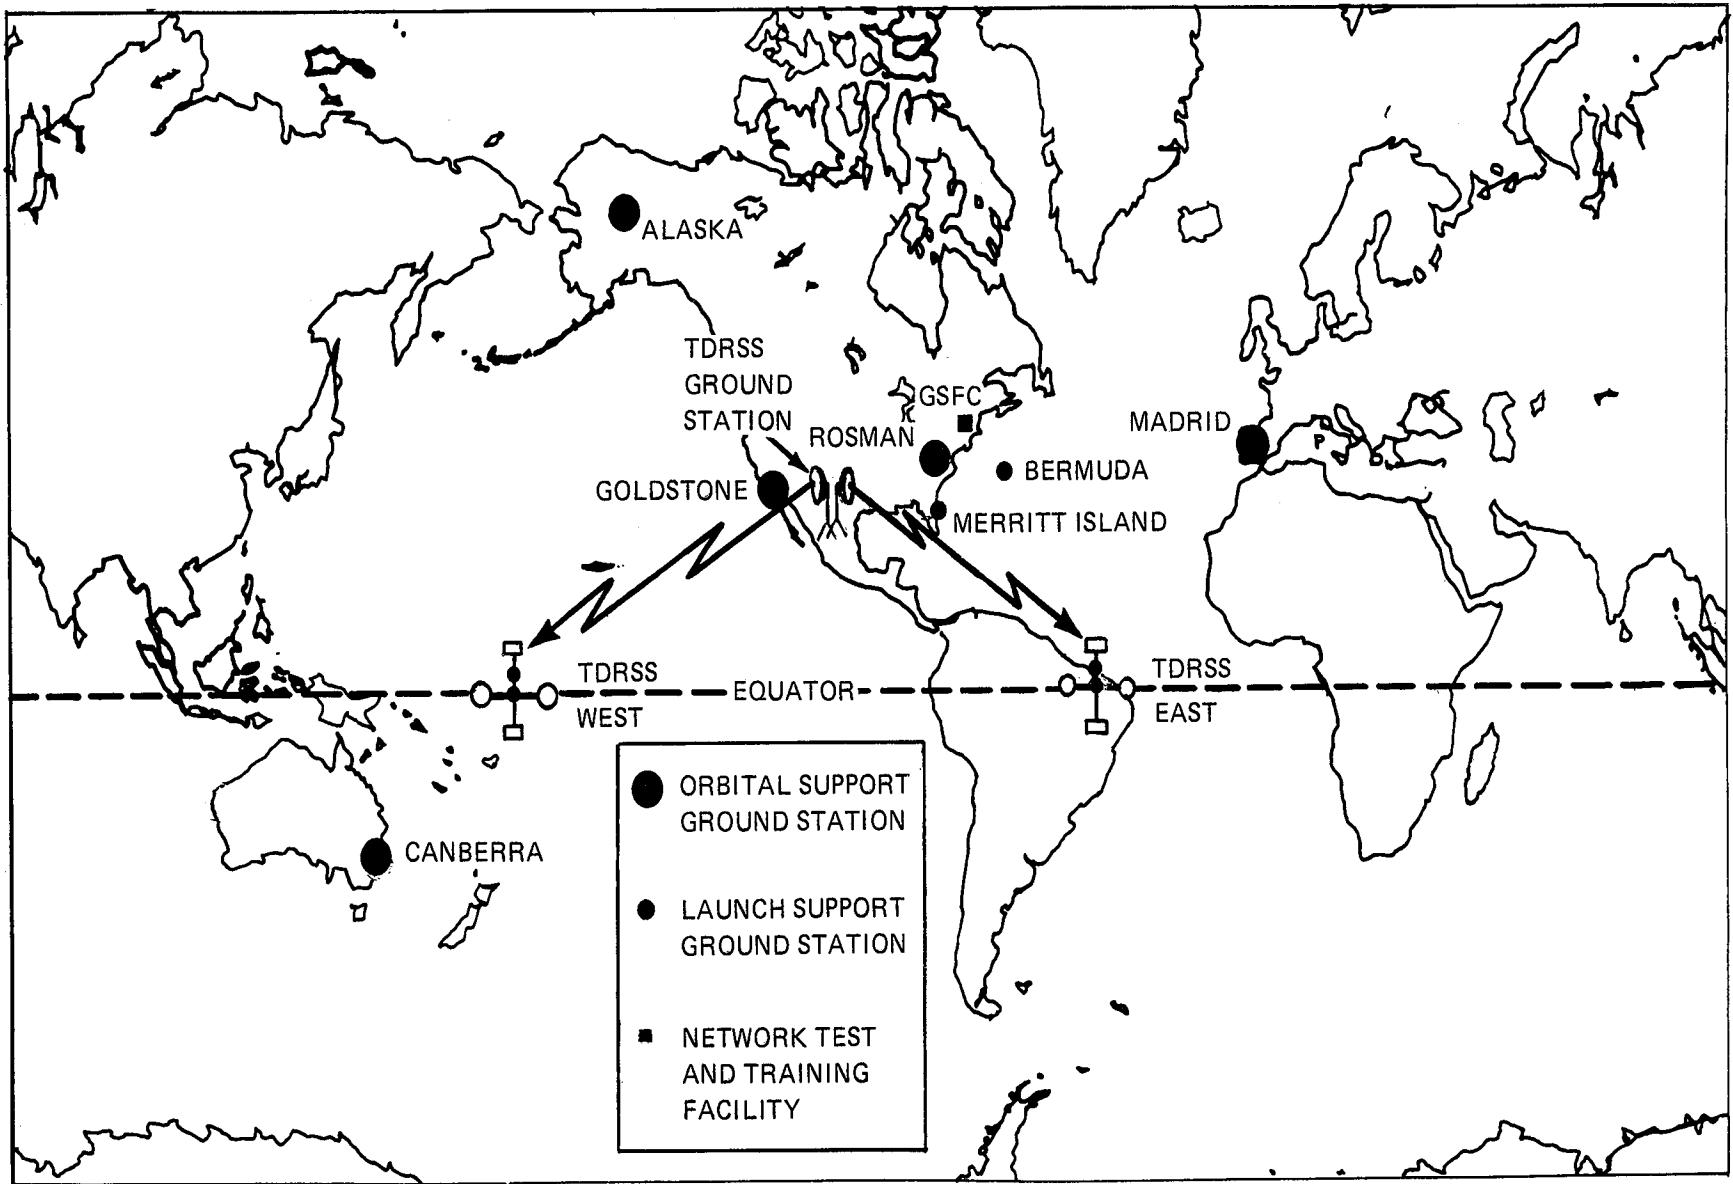 ALASKA
TDRSS
GROUND
STATION
GSFC
ROSMAN
MADRID
BERMUDA
GOLDSTONE
MERRITT ISLAND
TDRSS
WEST
EQUATOR
TDRSS
EAST
CANBERRA
ORBITAL SUPPORT
GROUND STATION
LAUNCH SUPPORT
GROUND STATION
NETWORK TEST
AND TRAINING
FACILITY